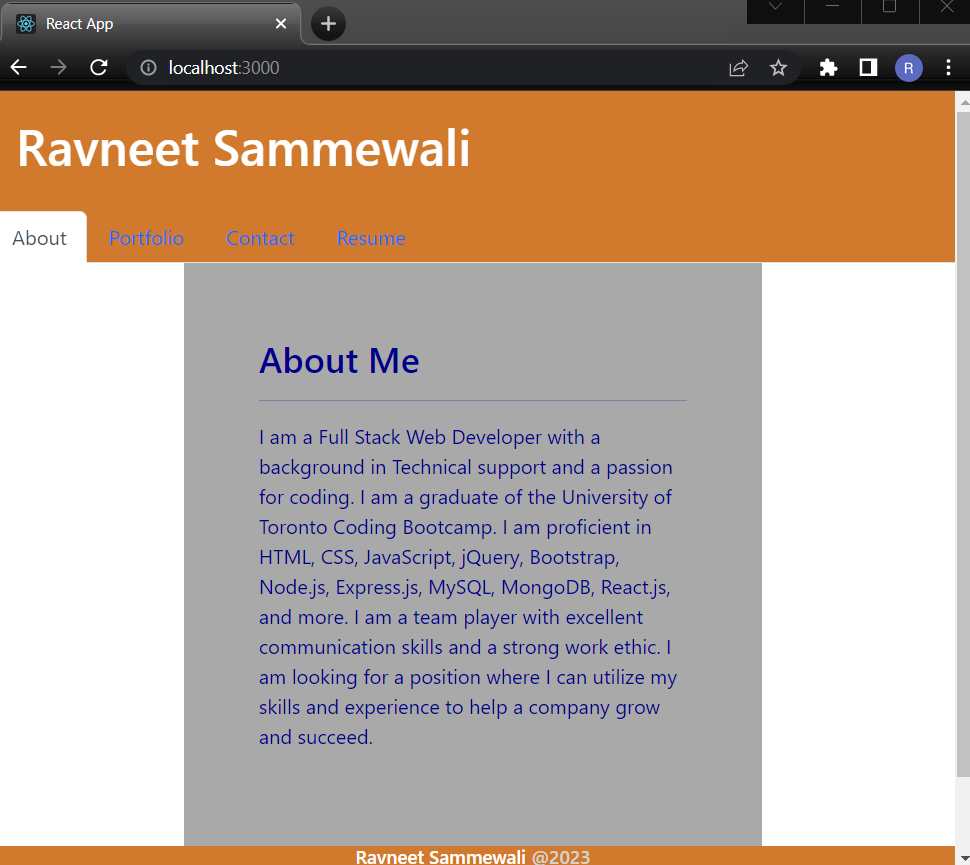 React App
localhost:3000
R
Ravneet Sammewali
About Portfolio Contact Resume
About Me
I am a Full Stack Web Developer with a
background in Technical support and a passion
for coding. I am a graduate of the University of
Toronto Coding Bootcamp. I am proficient in
HTML, CSS, JavaScript, jQuery, Bootstrap,
Node.js, Express.js, MySQL, MongoDB, React.js,
and more. I am a team player with excellent
communication skills and a strong work ethic. I
am looking for a position where I can utilize my
skills and experience to help a company grow
and succeed.
Ravneet Sammewali @2023